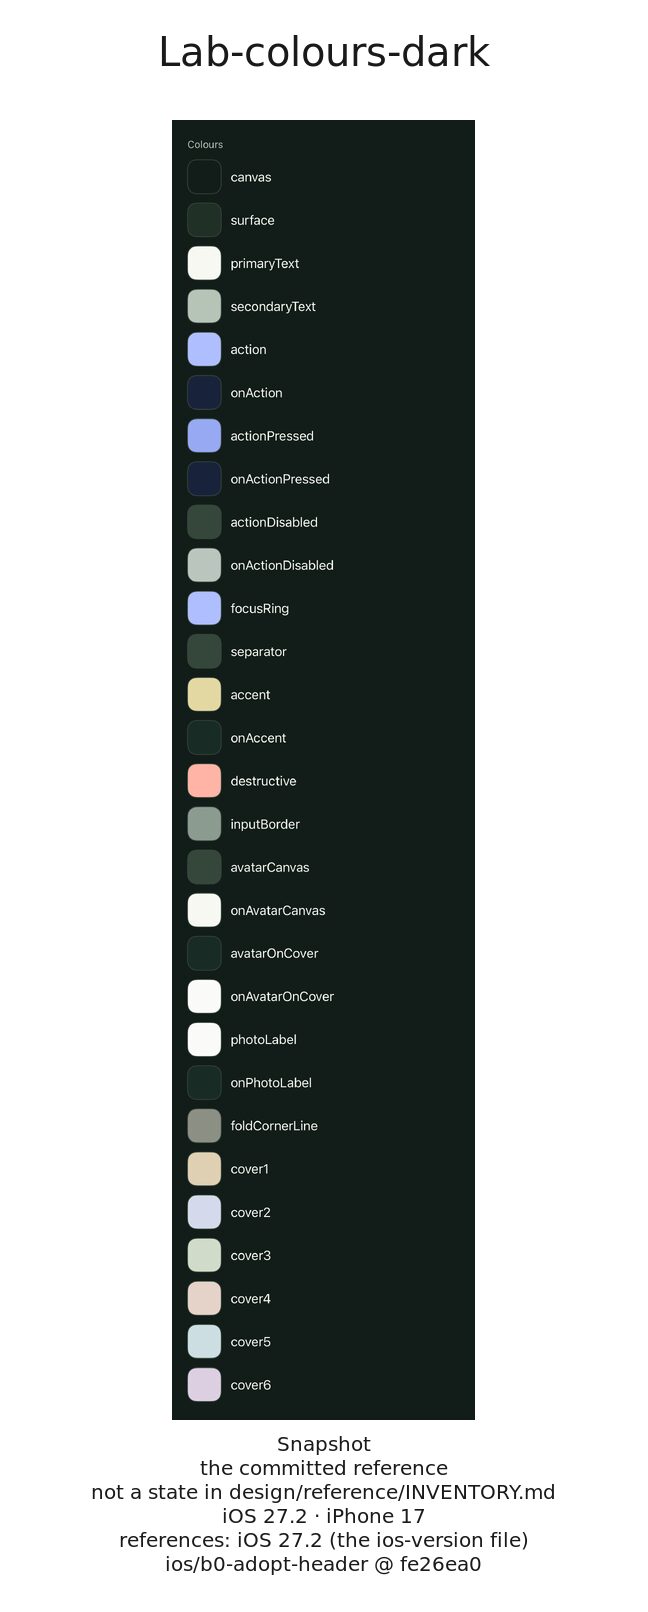 Lab-colours-dark
Colours
canvas
surface
primaryText
secondaryText
action
onAction
actionPressed
onActionPressed
actionDisabled
onActionDisabled
focusRing
separator
accent
onAccent
destructive
inputBorder
avatarCanvas
onAvatarCanvas
avatarOnCover
onAvatarOnCover
photoLabel
onPhotoLabel
foldCornerLine
cover1
cover2
cover3
cover4
cover5
cover6
Snapshot
the committed reference
not a state in design/reference/INVENTORY.md
iOS 27.2 · iPhone 17
references: iOS 27.2 (the ios-version file)
ios/b0-adopt-header @ fe26ea0